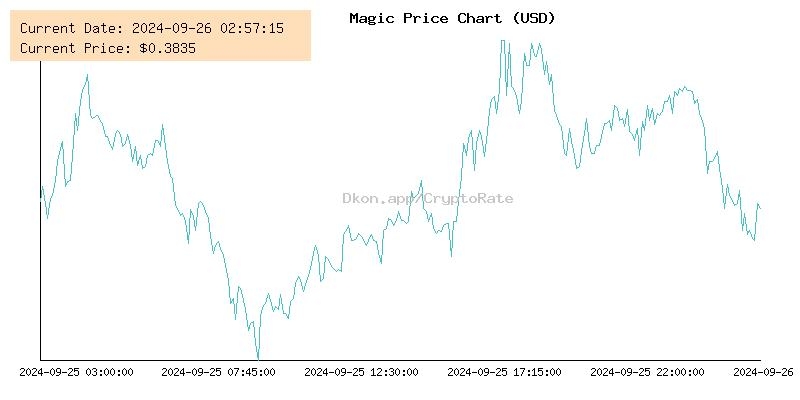 Magic Price Chart (USD)
Current Date: 2024-09-26 02:57:15
Current Price: $0.3835
Dkon.app/CryptoRate
2024-09-25 03:00:00
2024-09-25 07:45:00
2024-09-25 12:30:00
2024-09-25 17:15:00
2024-09-25 22:00:00
2024-09-26